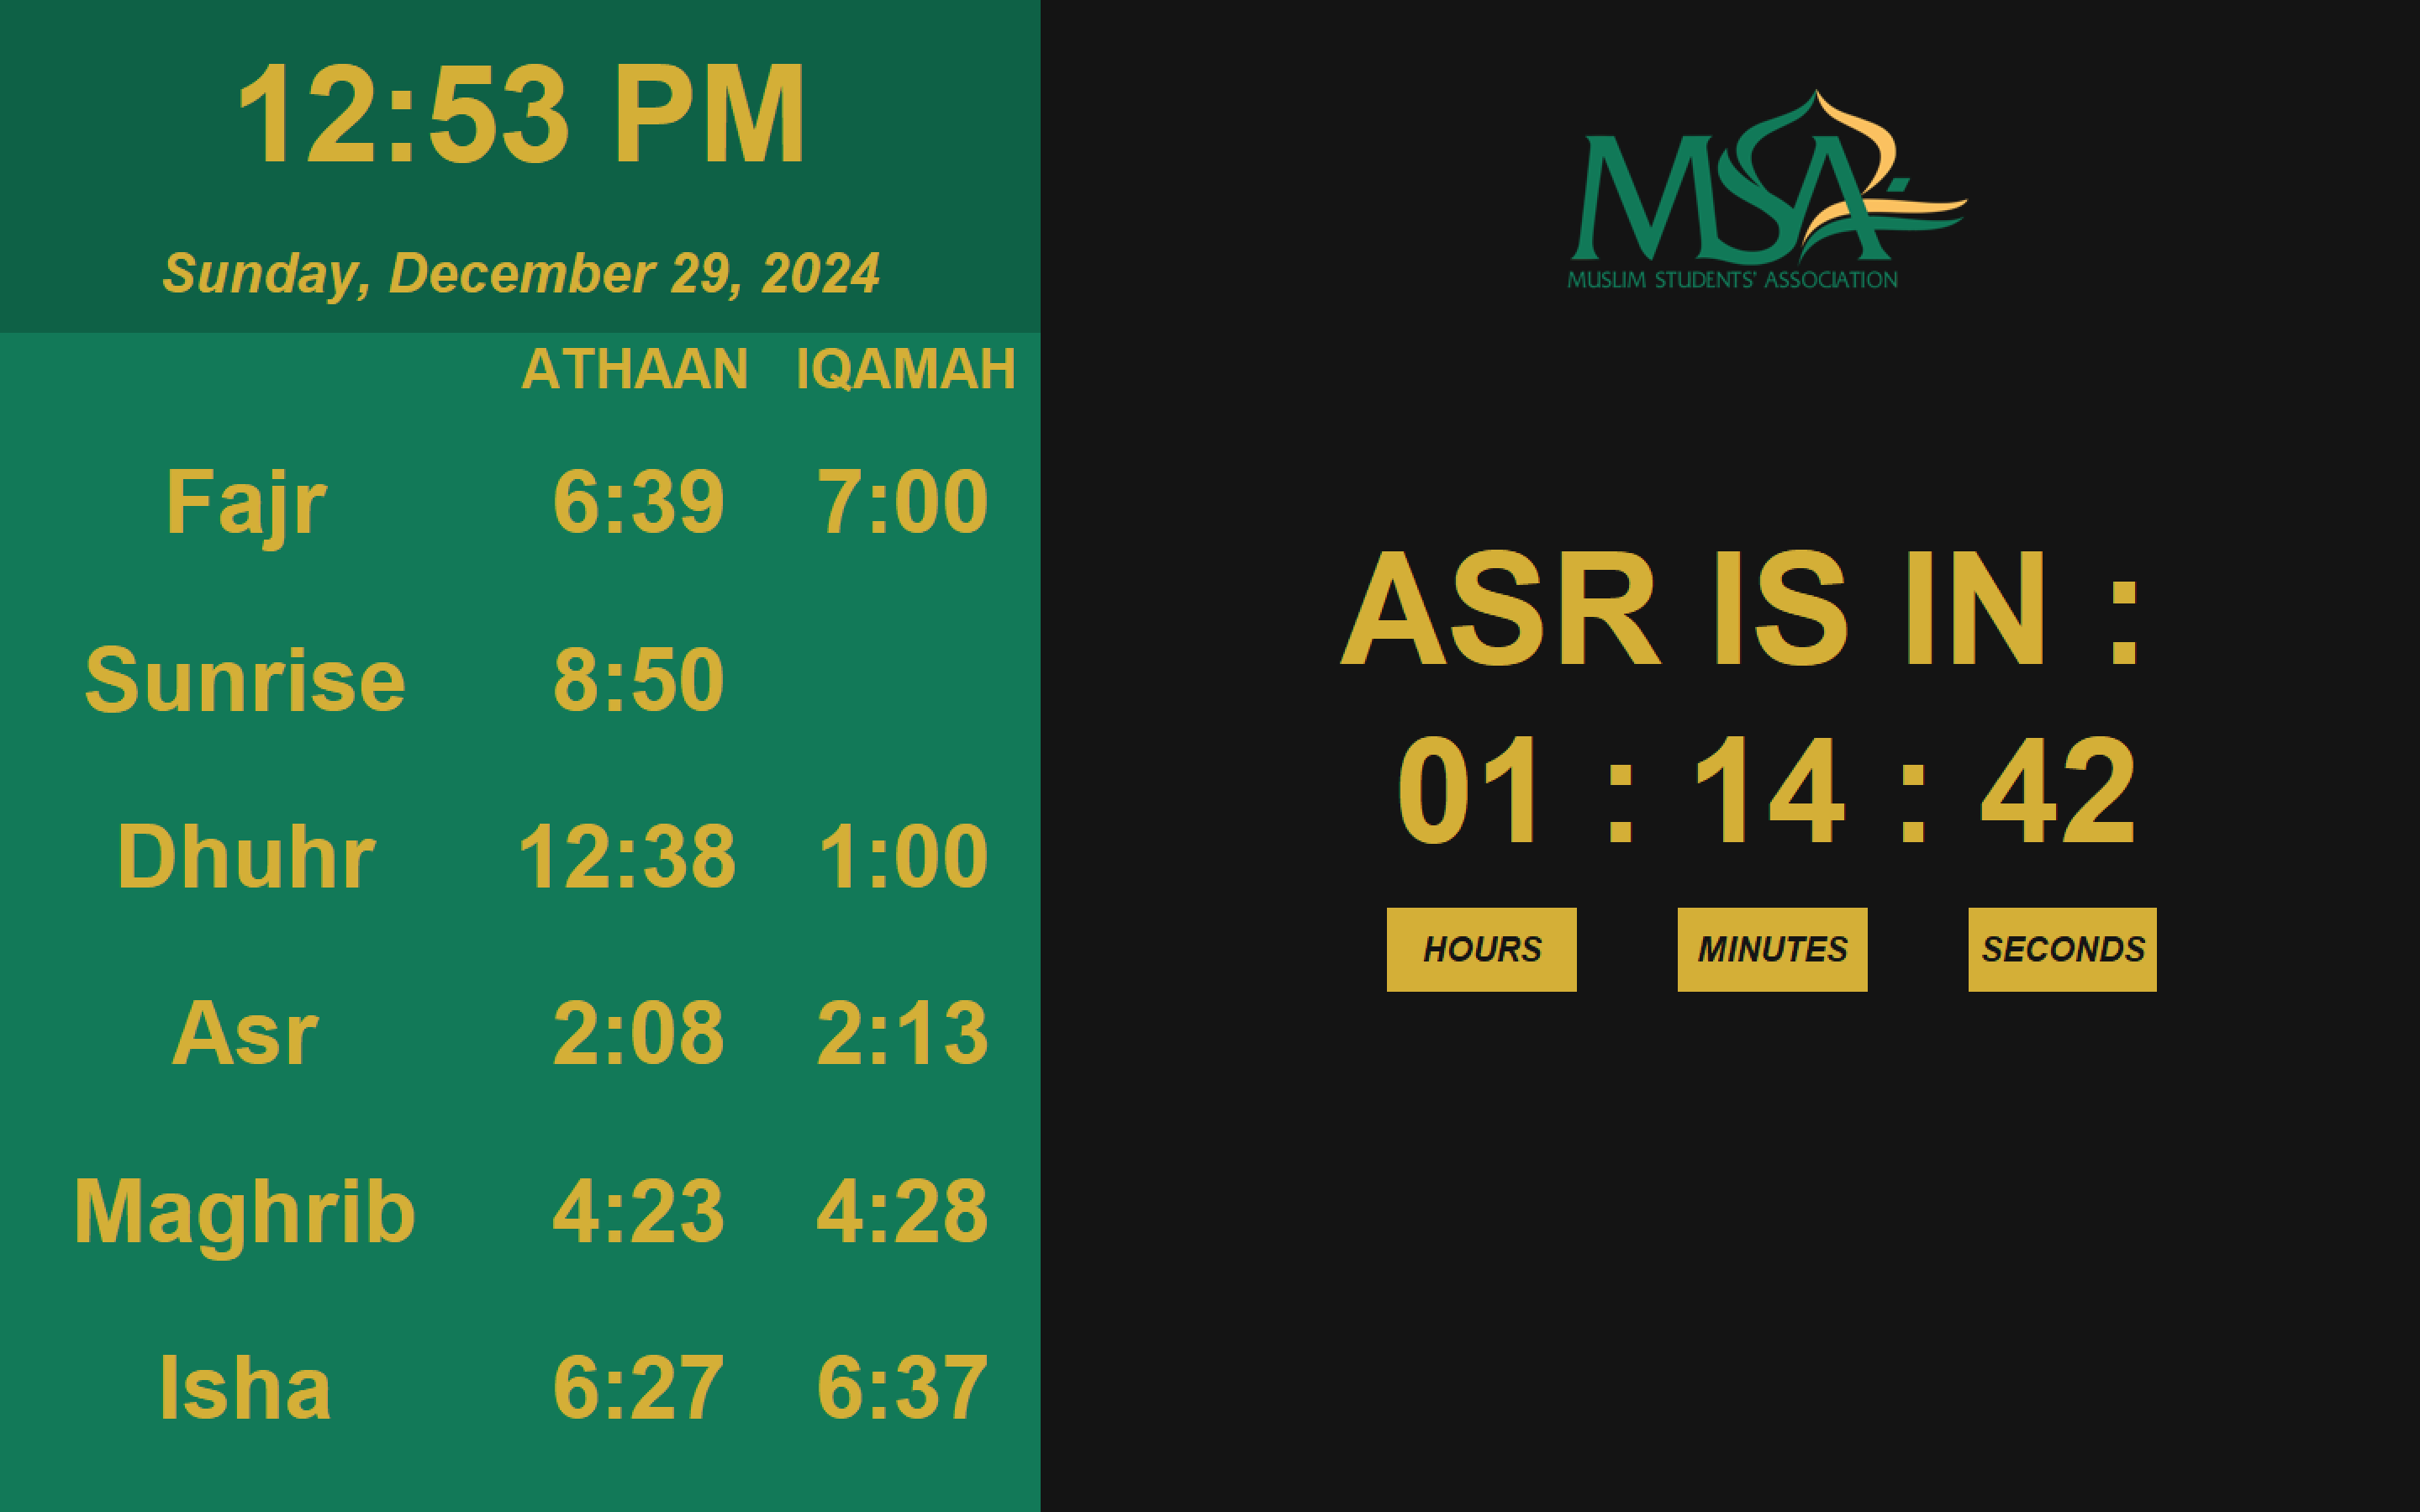 12:53 PM
Sunday, December 29, 2024
ATHAAN IQAMAH
Fajr 6:39 7:00
Sunrise 8:50
Dhuhr 12:38 1:00
Asr 2:08 2:13
Maghrib 4:23 4:28
Isha 6:27 6:37
MSA
MUSLIM STUDENTS' ASSOCIATION
ASR IS IN :
01 : 14 : 42
HOURS MINUTES SECONDS